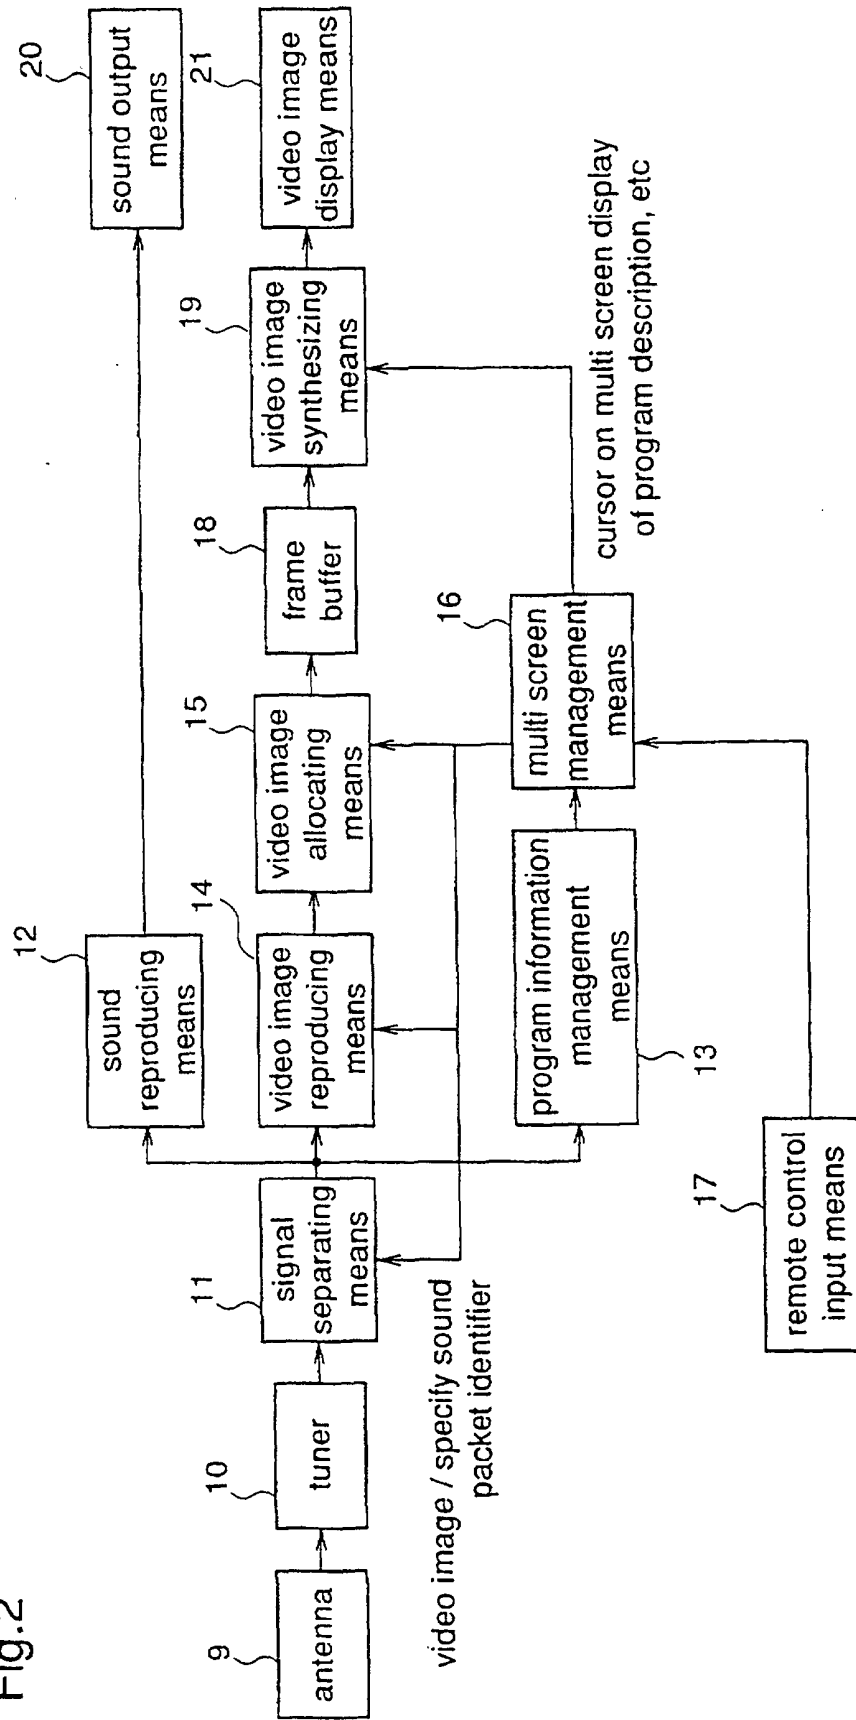 Fig.2
20
sound output
means
21
video image
display means
19
video image
synthesizing
means
18
frame
buffer
15
video image
allocating
means
12
sound
reproducing
means
14
video image
reproducing
means
11
signal
separating
means
10
tuner
9
antenna
16
multi screen
management
means
13
program information
management
means
17
remote control
input means
cursor on multi screen display
of program description, etc
video image / specify sound
packet identifier